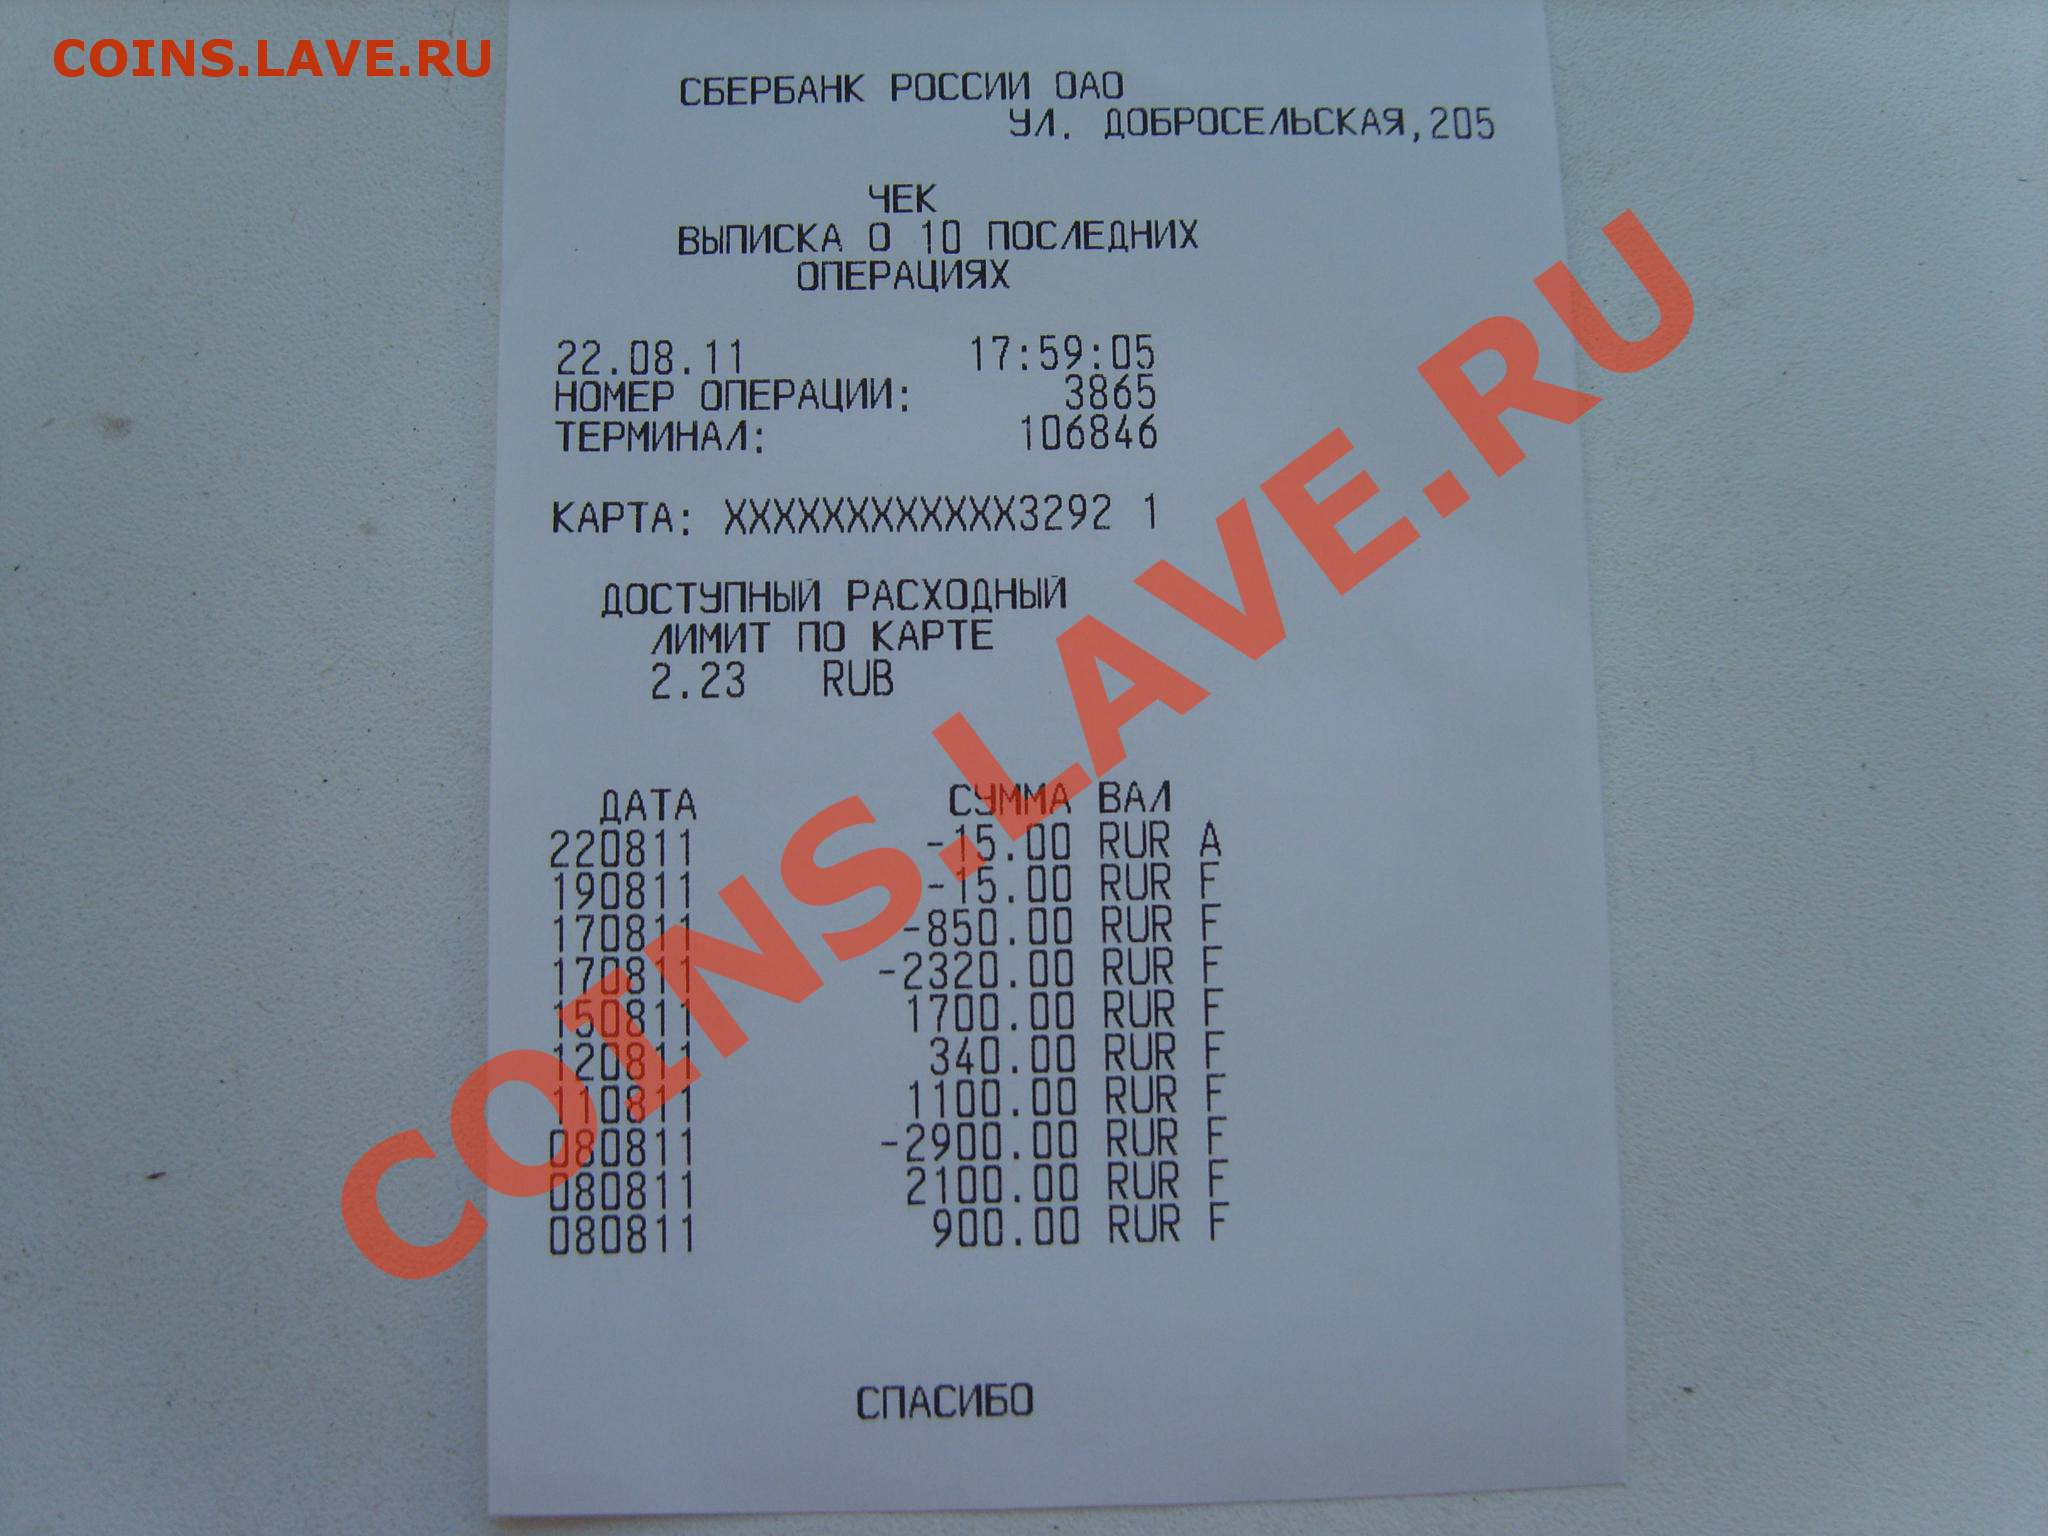 COINS.LAVE.RU
СБЕРБАНК РОССИИ ОАО
УЛ. ДОБРОСЕЛЬСКАЯ,205
ЧЕК
ВЫПИСКА О 10 ПОСЛЕДНИХ
ОПЕРАЦИЯХ
22.08.11 17:59:05
НОМЕР ОПЕРАЦИИ: 3865
ТЕРМИНАЛ: 106846
КАРТА: XXXXXXXXXXXX3292 1
ДОСТУПНЫЙ РАСХОДНЫЙ
ЛИМИТ ПО КАРТЕ
2.23 RUB
ДАТА СУММА ВАЛ
220811 -15.00 RUR A
190811 -15.00 RUR F
170811 -850.00 RUR F
170811 -2320.00 RUR F
150811 1700.00 RUR F
120811 340.00 RUR F
110811 1100.00 RUR F
080811 -2900.00 RUR F
080811 2100.00 RUR F
080811 900.00 RUR F
СПАСИБО
COINS.LAVE.RU